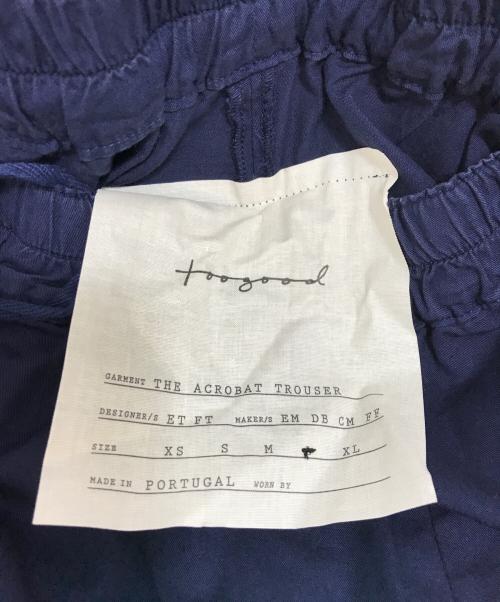 toogood
GARMENT THE ACROBAT TROUSER
DESIGNER/S ET FT MAKER/S EM DB CM FF
SIZE XS S M XL
MADE IN PORTUGAL WORN BY